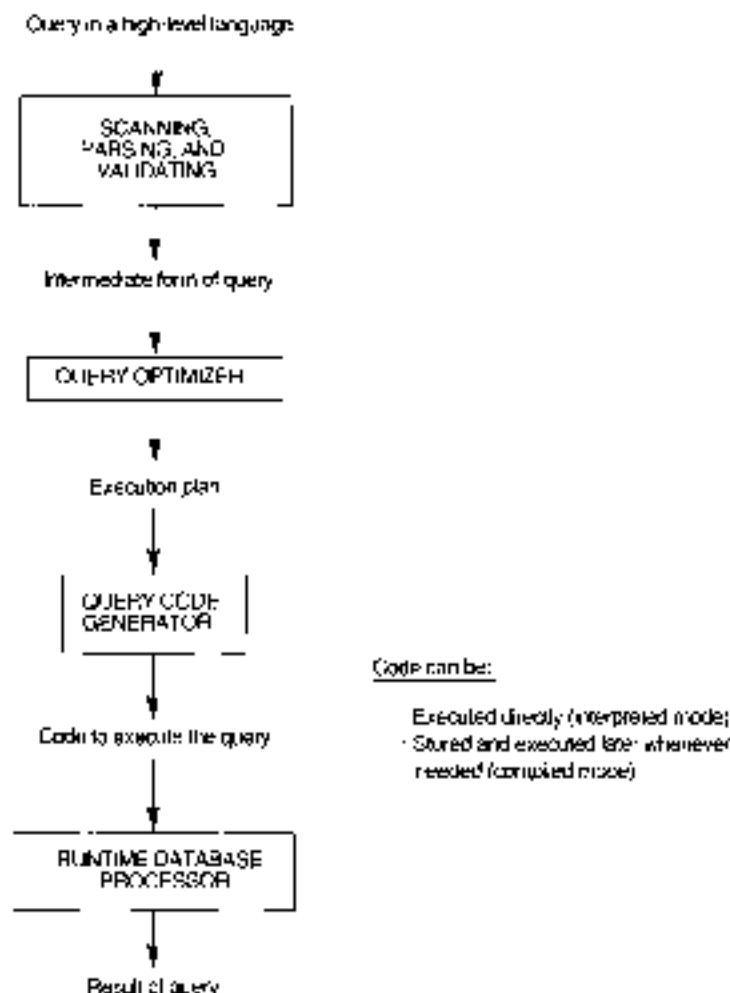 Query in a high-level language
SCANNING,
PARSING, AND
VALIDATING
Intermediate form of query
QUERY OPTIMIZER
Execution plan
QUERY CODE
GENERATOR
Code can be:
Executed directly (interpreted mode)
· Stored and executed later whenever
needed (compiled mode)
Code to execute the query
RUNTIME DATABASE
PROCESSOR
Result of query